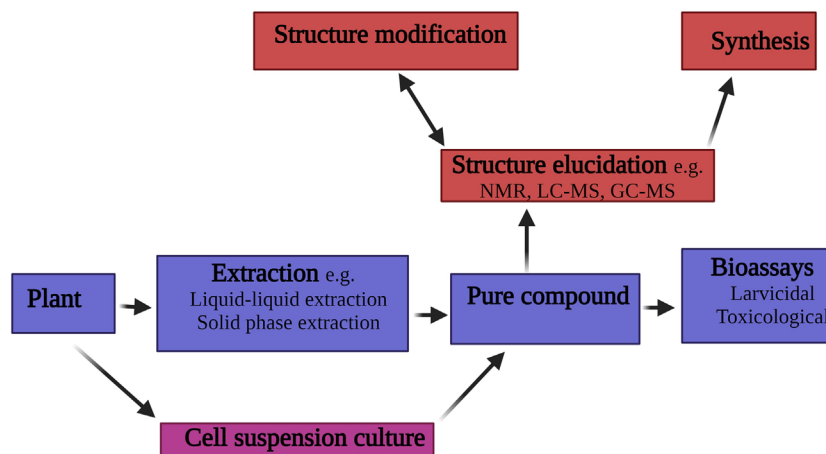 Structure modification
Synthesis
Structure elucidation e.g.
NMR, LC-MS, GC-MS
Plant
Extraction e.g.
Liquid-liquid extraction
Solid phase extraction
Pure compound
Bioassays
Larvicidal
Toxicological
Cell suspension culture